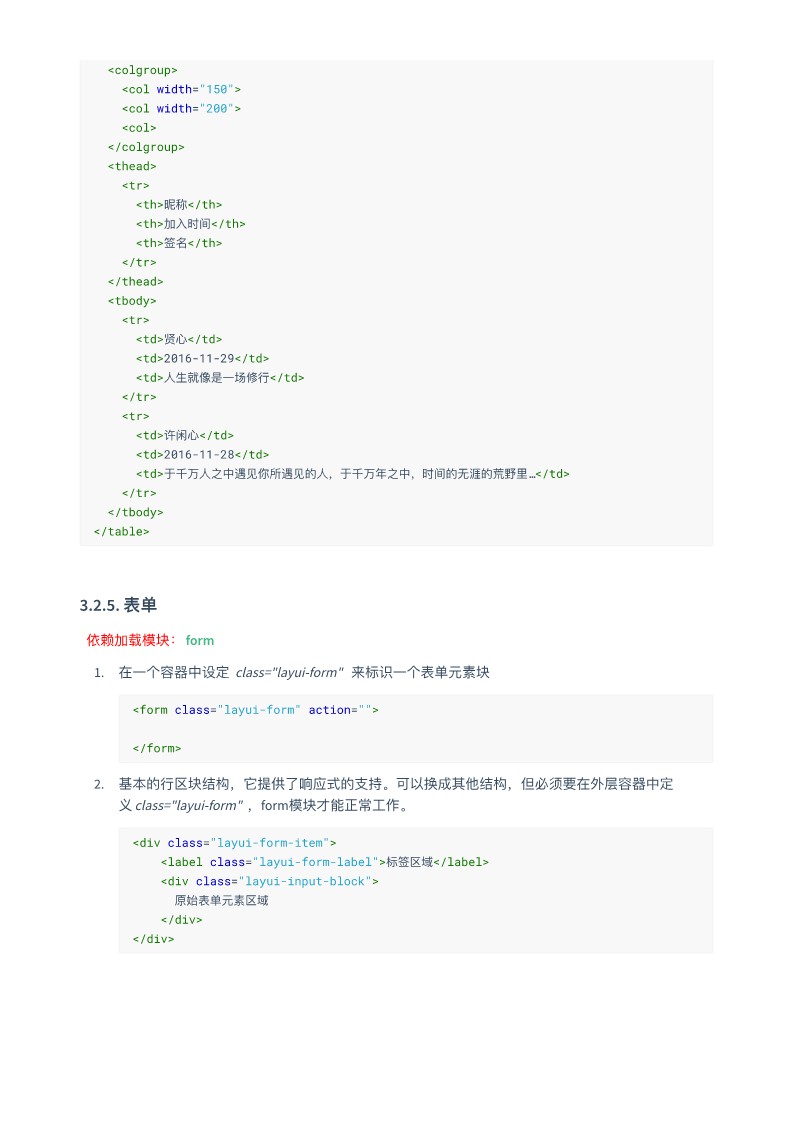 <colgroup>
<col width="150">
<col width="200">
<col>
</colgroup>
<thead>
<tr>
<th>昵称</th>
<th>加入时间</th>
<th>签名</th>
</tr>
</thead>
<tbody>
<tr>
<td>贤心</td>
<td>2016-11-29</td>
<td>人生就像是一场修行</td>
</tr>
<tr>
<td>许闲心</td>
<td>2016-11-28</td>
<td>于千万人之中遇见你所遇见的人，于千万年之中，时间的无涯的荒野里…</td>
</tr>
</tbody>
</table>
3.2.5. 表单
依赖加载模块： form
1. 在一个容器中设定 class="layui-form" 来标识一个表单元素块
<form class="layui-form" action="">
</form>
2. 基本的行区块结构，它提供了响应式的支持。可以换成其他结构，但必须要在外层容器中定
义 class="layui-form" ，form模块才能正常工作。
<div class="layui-form-item">
<label class="layui-form-label">标签区域</label>
<div class="layui-input-block">
原始表单元素区域
</div>
</div>